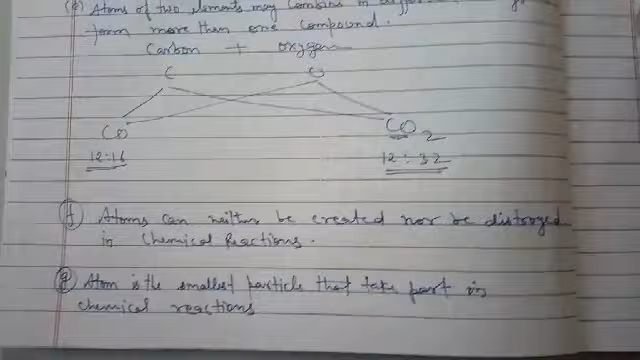 (e) Atoms of two elements may combine in
form more than one compound.
Carbon + oxygen
C O
CO CO2
12:16 12:32
(f) Atoms can neither be created nor be distoryed
in Chemical Reactions.
(g) Atom is the smallest particle that take part in
chemical reactions